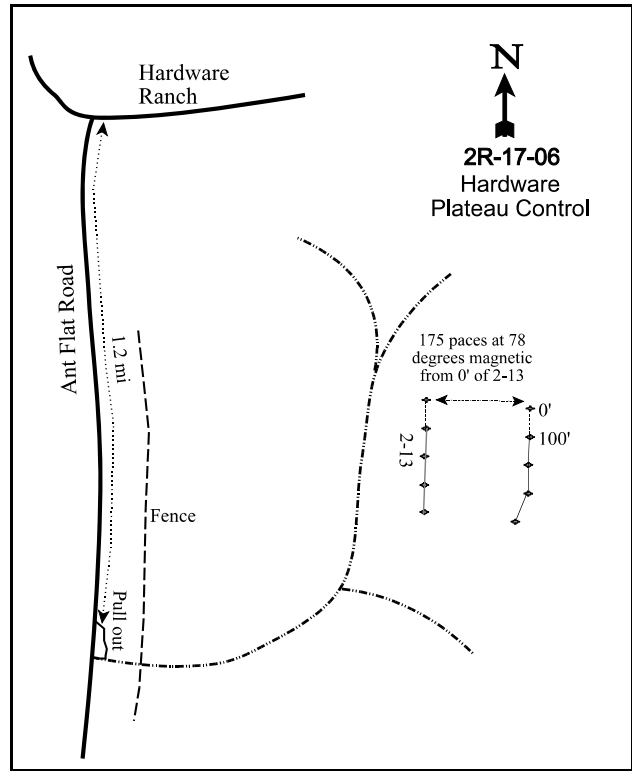 Hardware
Ranch
N
2R-17-06
Hardware
Plateau Control
Ant Flat Road
1.2 mi
175 paces at 78
degrees magnetic
from 0' of 2-13
0'
100'
2-13
Fence
Pull out